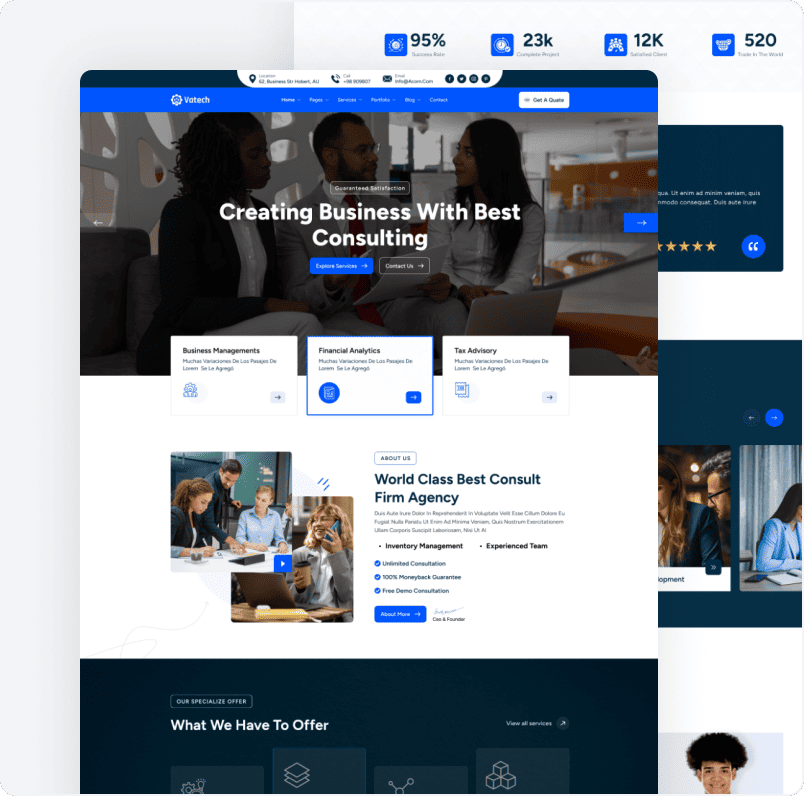 95%
Success Rate
23k
Complete Project
12K
Satisfied Client
520
Trade In The World
Location
62, Business Str Hobert, AU
Call
+98 909807
Email
Info@Acorn.Com
Vatech
Home
Pages
Services
Portfolio
Blog
Contact
Get A Quote
Guaranteed Satisfaction
Creating Business With Best
Consulting
Explore Services
Contact Us
qua. Ut enim ad minim veniam, quis
mmodo consequat. Duis aute irure
Business Managements
Muchas Variaciones De Los Pasajes De
Lorem Se Le Agregó
Financial Analytics
Muchas Variaciones De Los Pasajes De
Lorem Se Le Agregó
Tax Advisory
Muchas Variaciones De Los Pasajes De
Lorem Se Le Agregó
ABOUT US
World Class Best Consult
Firm Agency
Duis Aute Irure Dolor In Reprehenderit In Voluptate Velit Esse Cillum Dolore Eu
Fugiat Nulla Pariatu Ut Enim Ad Minima Veniam, Quis Nostrum Exercitationem
Ullam Corporis Suscipit Laboriosam, Nisi Ut Al
• Inventory Management
• Experienced Team
Unlimited Consultation
100% Moneyback Guarantee
Free Demo Consultation
About More
Ceo & Founder
lopment
OUR SPECIALIZE OFFER
What We Have To Offer
View all services